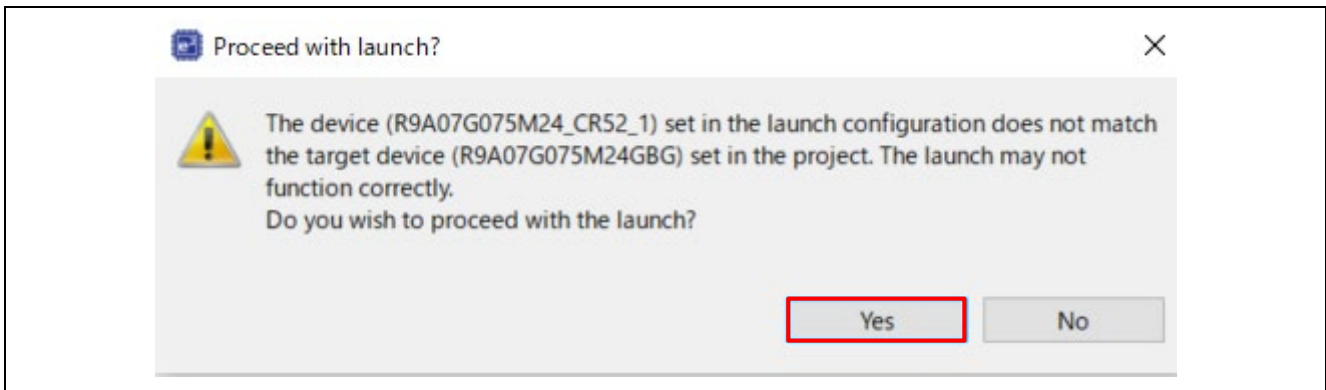 Proceed with launch?
The device (R9A07G075M24_CR52_1) set in the launch configuration does not match
the target device (R9A07G075M24GBG) set in the project. The launch may not
function correctly.
Do you wish to proceed with the launch?
Yes No